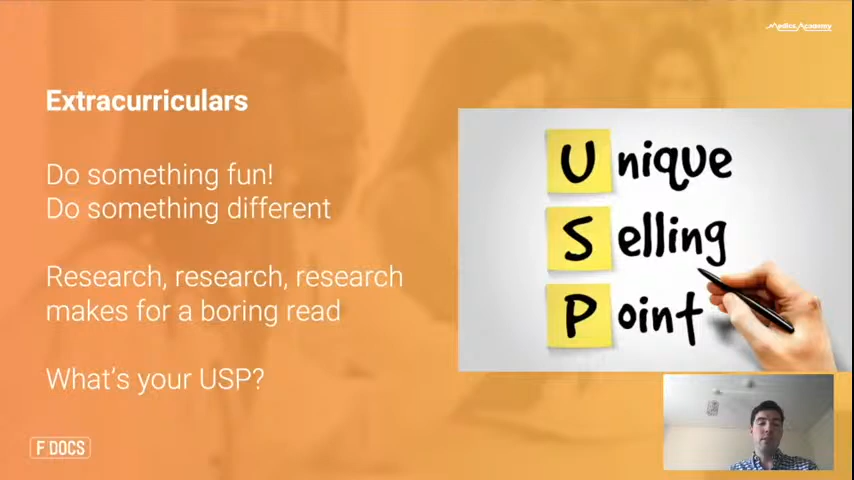 Medics.Academy
Extracurriculars
Do something fun!
Do something different
Research, research, research
makes for a boring read
What's your USP?
Unique
Selling
Point
F DOCS